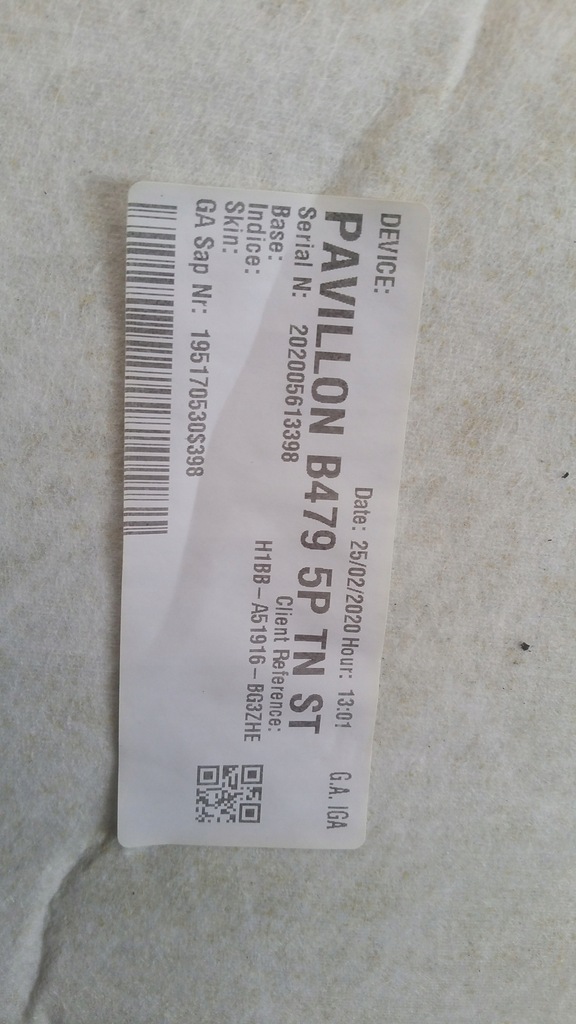 DEVICE: Date: 25/02/2020 Hour: 13:01 G.A. IGA
PAVILLON B479 5P TN ST
Serial N: 202005613398 Client Reference:
Base: H1BB-A51916-BG3ZHE
Indice:
Skin:
GA Sap Nr: 195170530S398